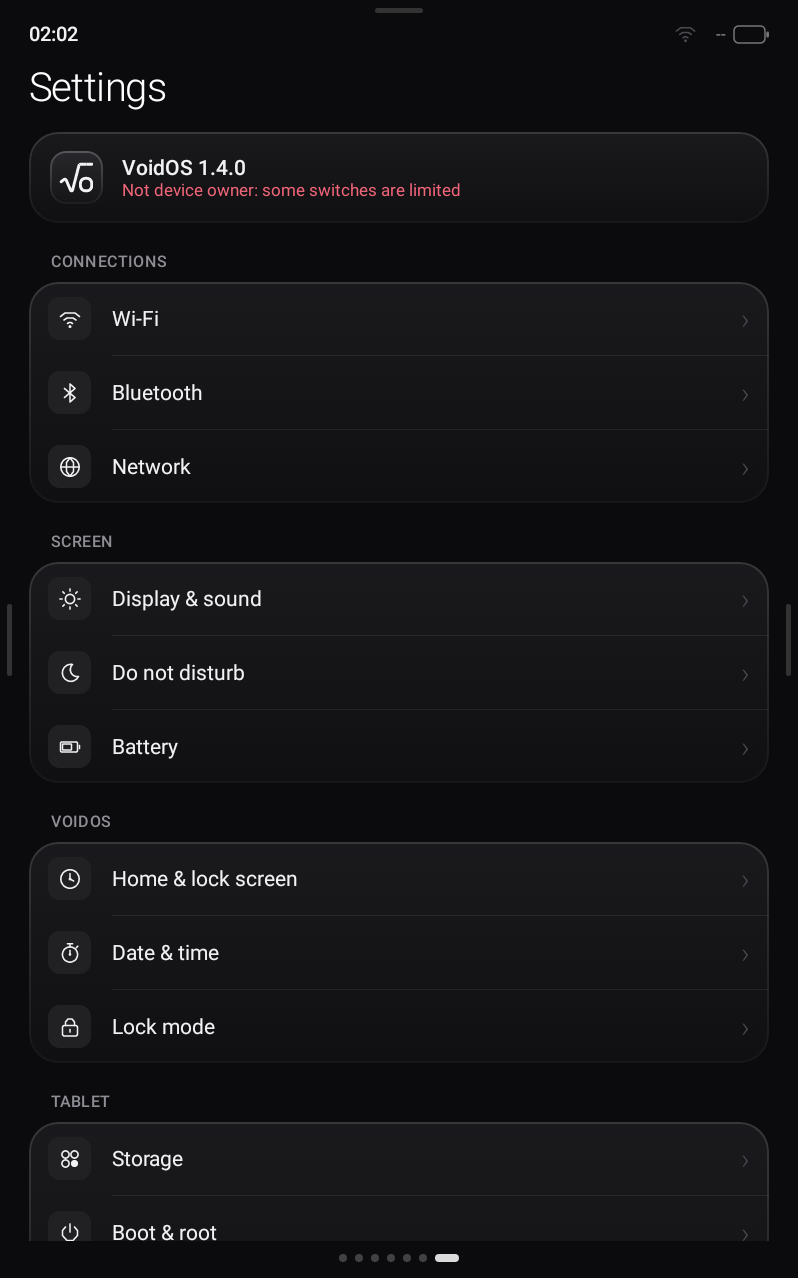 02:02
--
Settings
VoidOS 1.4.0
Not device owner: some switches are limited
CONNECTIONS
Wi-Fi
Bluetooth
Network
SCREEN
Display & sound
Do not disturb
Battery
VOIDOS
Home & lock screen
Date & time
Lock mode
TABLET
Storage
Boot & root